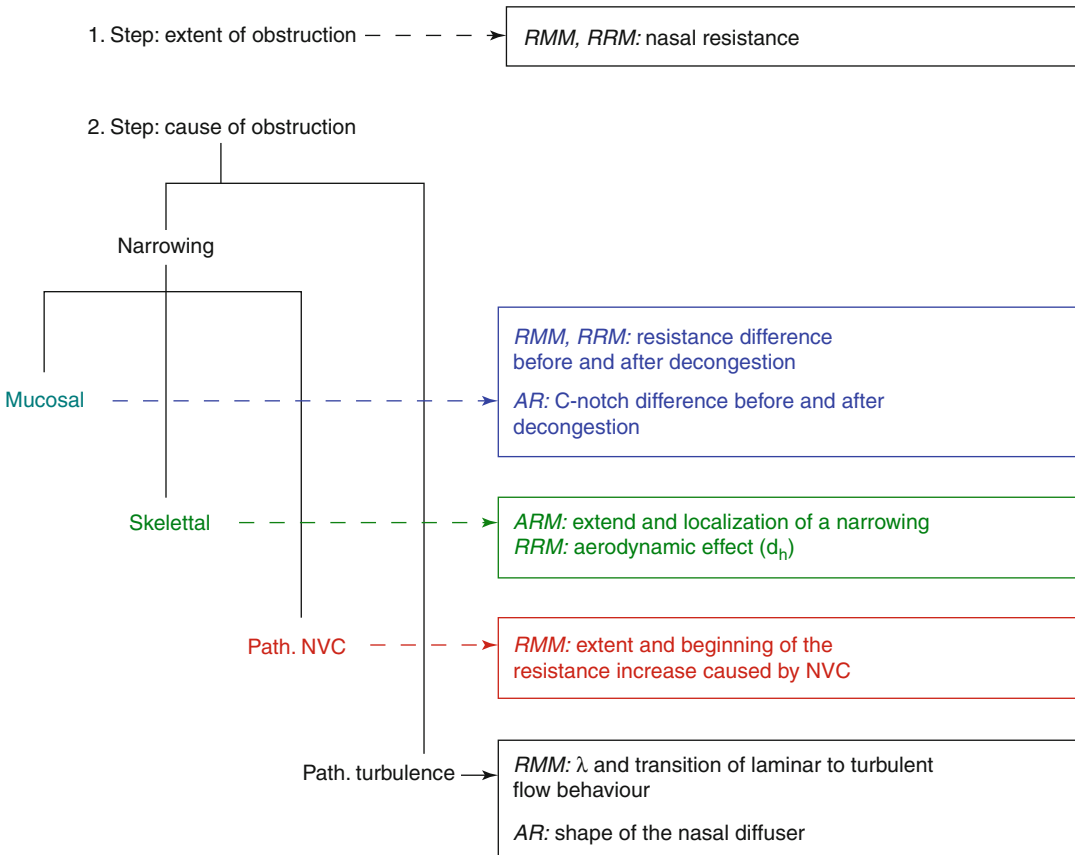 1. Step: extent of obstruction
RMM, RRM: nasal resistance
2. Step: cause of obstruction
Narrowing
RMM, RRM: resistance difference
before and after decongestion
Mucosal
AR: C-notch difference before and after
decongestion
Skelettal
ARM: extend and localization of a narrowing
RRM: aerodynamic effect (dh)
Path. NVC
RMM: extent and beginning of the
resistance increase caused by NVC
Path. turbulence
RMM: λ and transition of laminar to turbulent
flow behaviour
AR: shape of the nasal diffuser